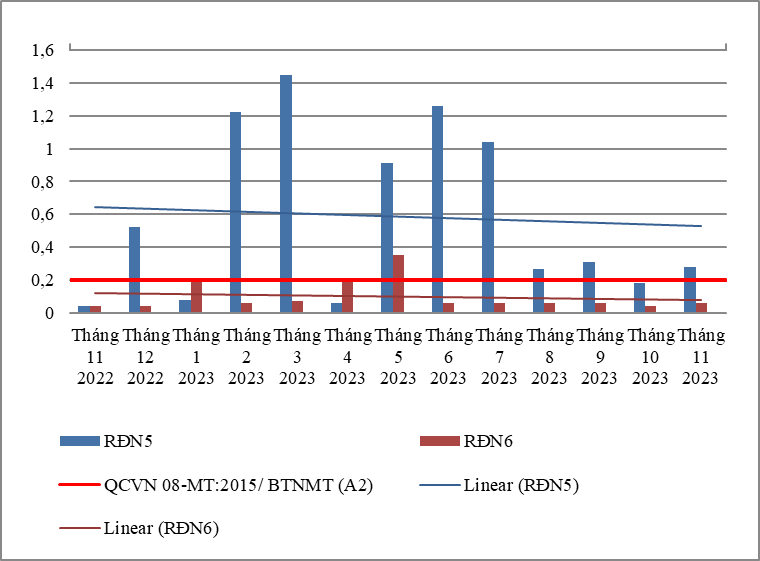 1,6
1,4
1,2
1
0,8
0,6
0,4
0,2
0
Tháng Tháng Tháng Tháng Tháng Tháng Tháng Tháng Tháng Tháng Tháng Tháng Tháng
11 12 1 2 3 4 5 6 7 8 9 10 11
2022 2022 2023 2023 2023 2023 2023 2023 2023 2023 2023 2023 2023
RĐN5 RĐN6
QCVN 08-MT:2015/ BTNMT (A2) Linear (RĐN5)
Linear (RĐN6)